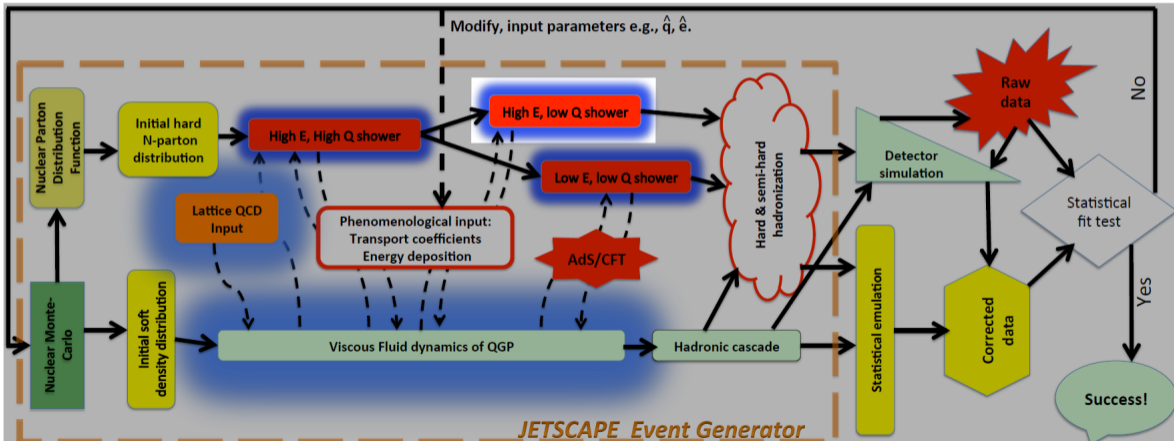 Modify, input parameters e.g., q̂, ê.
Nuclear Parton
Distribution
Function
Initial hard
N-parton
distribution
High E, High Q shower
High E, low Q shower
Low E, low Q shower
Lattice QCD
Input
Phenomenological input:
Transport coefficients
Energy deposition
AdS/CFT
Hard & semi-hard
hadronization
Detector
simulation
Raw
data
No
Statistical
fit test
Yes
Nuclear Monte-
Carlo
Initial soft
density distribution
Viscous Fluid dynamics of QGP
Hadronic cascade
Statistical emulation
Corrected
data
Success!
JETSCAPE Event Generator